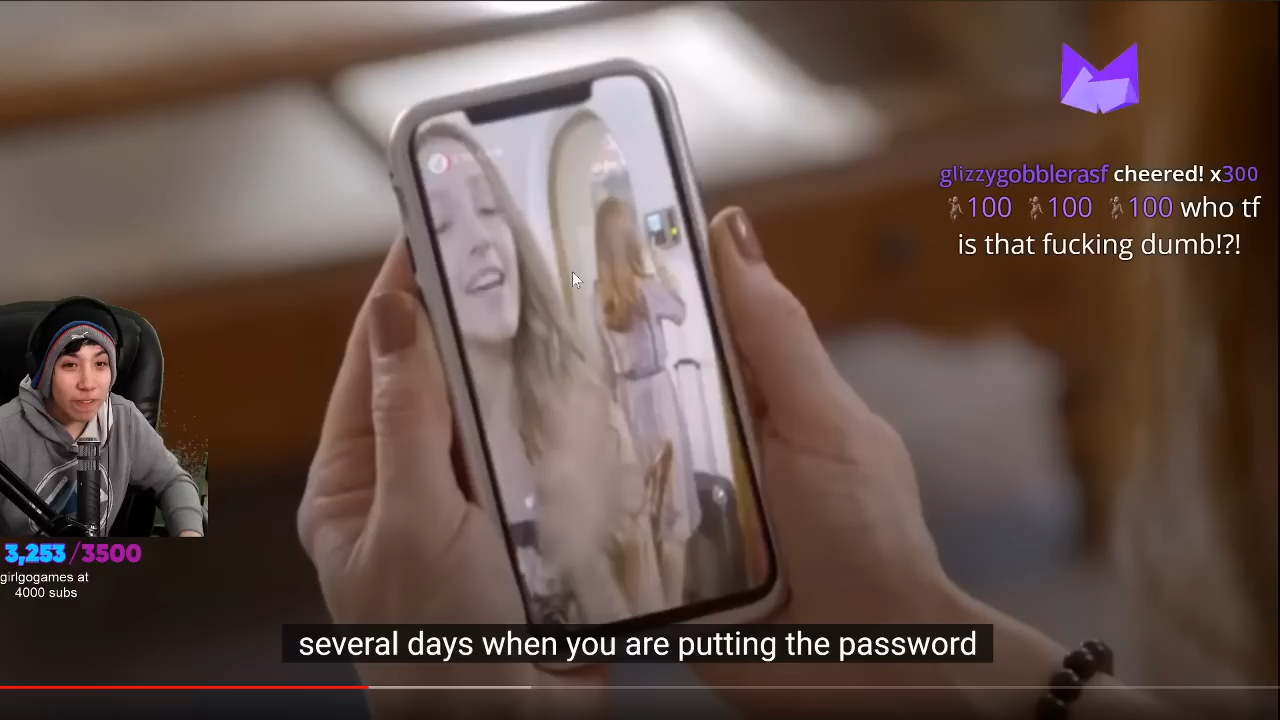 glizzygobblerasf cheered! x300
100 100 100 who tf
is that fucking dumb!?!
3,253/3500
girlgogames at
4000 subs
several days when you are putting the password